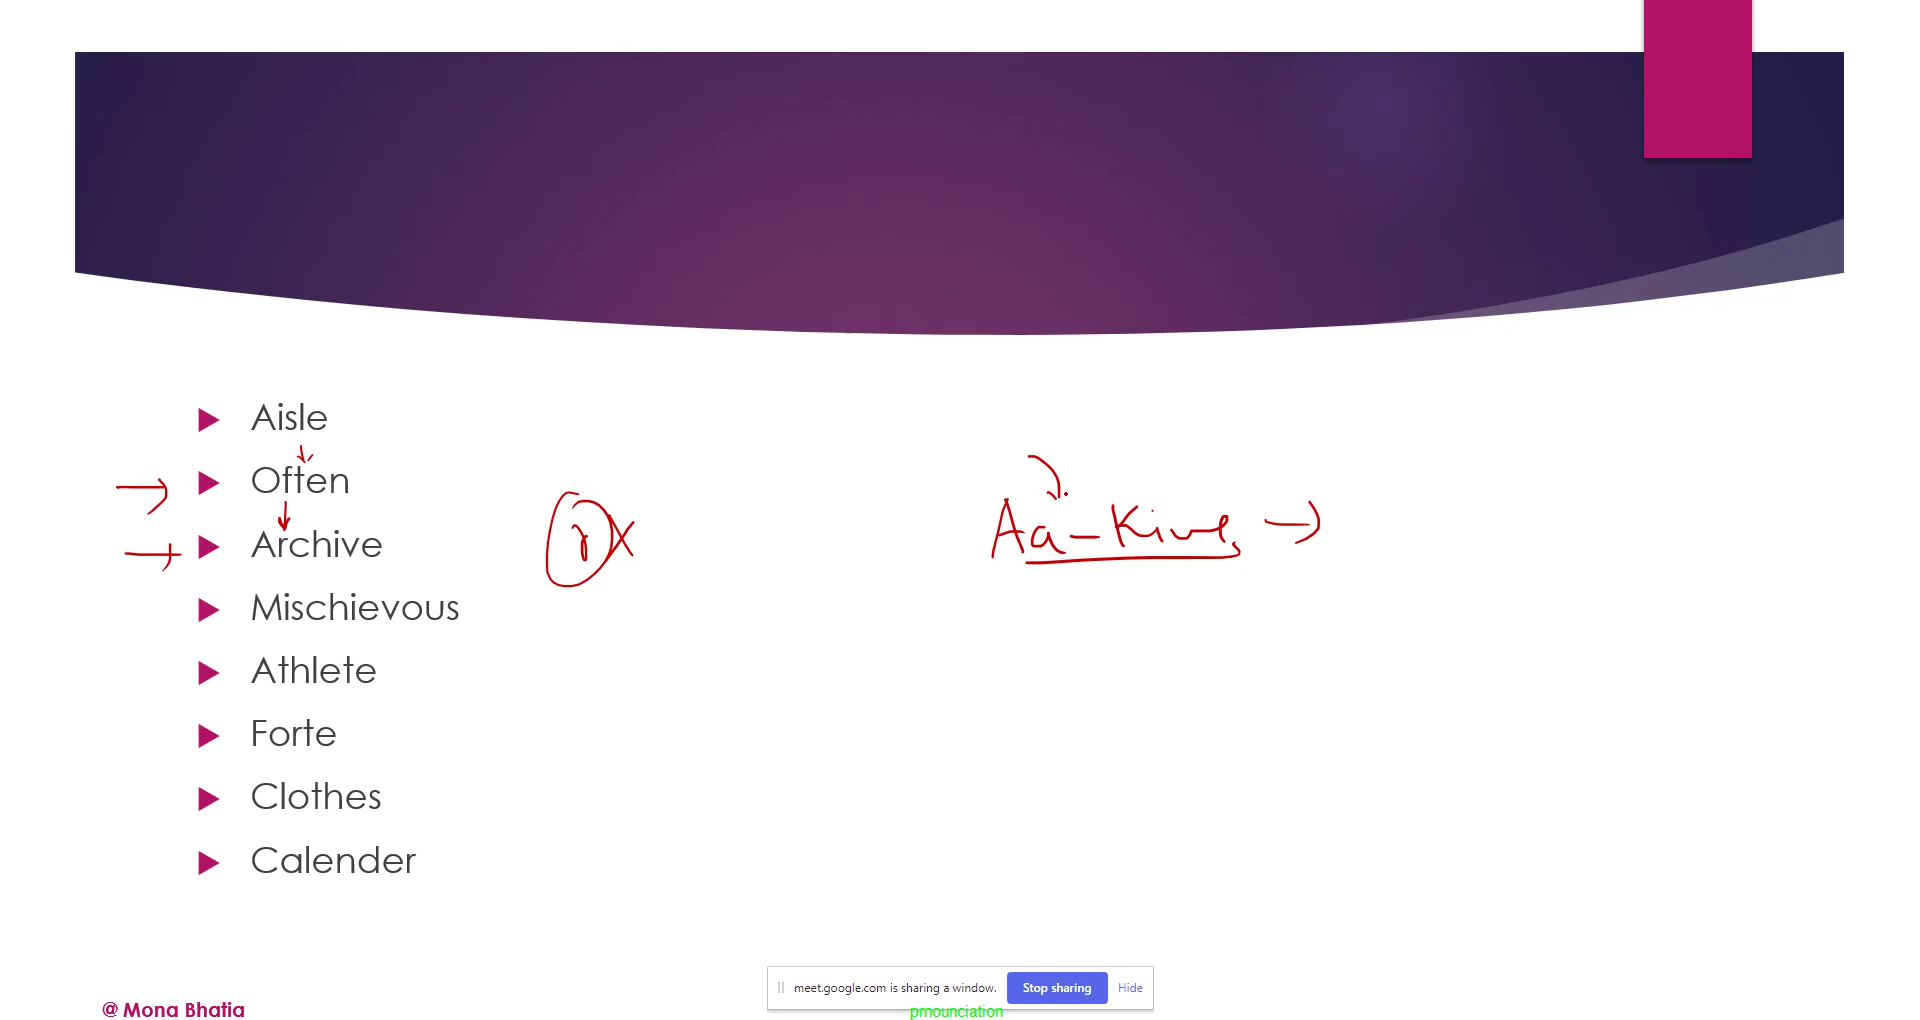 Aisle
Often
Archive
Mischievous
Athlete
Forte
Clothes
Calender
r X
Aa-Kive
meet.google.com is sharing a window. Stop sharing Hide
prnounciation
@ Mona Bhatia